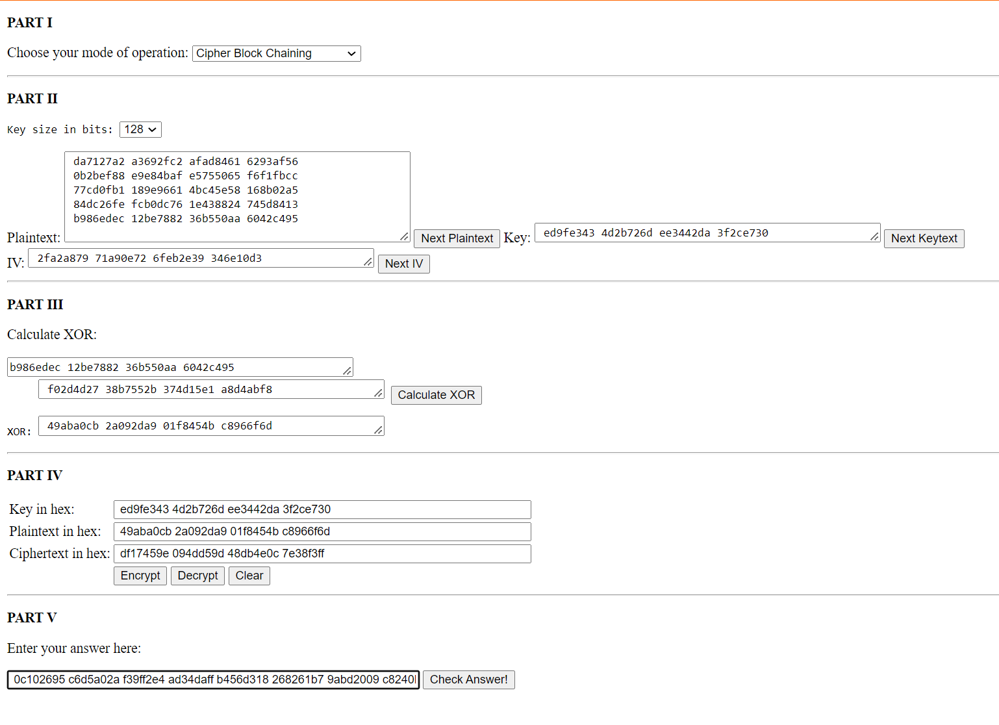 PART I
Choose your mode of operation: Cipher Block Chaining
PART II
Key size in bits: 128
da7127a2 a3692fc2 afad8461 6293af56
0b2bef88 e9e84baf e5755065 f6f1fbcc
77cd0fb1 189e9661 4bc45e58 168b02a5
84dc26fe fcb0dc76 1e438824 745d8413
b986edec 12be7882 36b550aa 6042c495
Plaintext: Next Plaintext Key: ed9fe343 4d2b726d ee3442da 3f2ce730 Next Keytext
IV: 2fa2a879 71a90e72 6feb2e39 346e10d3 Next IV
PART III
Calculate XOR:
b986edec 12be7882 36b550aa 6042c495
f02d4d27 38b7552b 374d15e1 a8d4abf8 Calculate XOR
XOR: 49aba0cb 2a092da9 01f8454b c8966f6d
PART IV
Key in hex: ed9fe343 4d2b726d ee3442da 3f2ce730
Plaintext in hex: 49aba0cb 2a092da9 01f8454b c8966f6d
Ciphertext in hex: df17459e 094dd59d 48db4e0c 7e38f3ff
Encrypt Decrypt Clear
PART V
Enter your answer here:
0c102695 c6d5a02a f39ff2e4 ad34daff b456d318 268261b7 9abd2009 c8240 Check Answer!